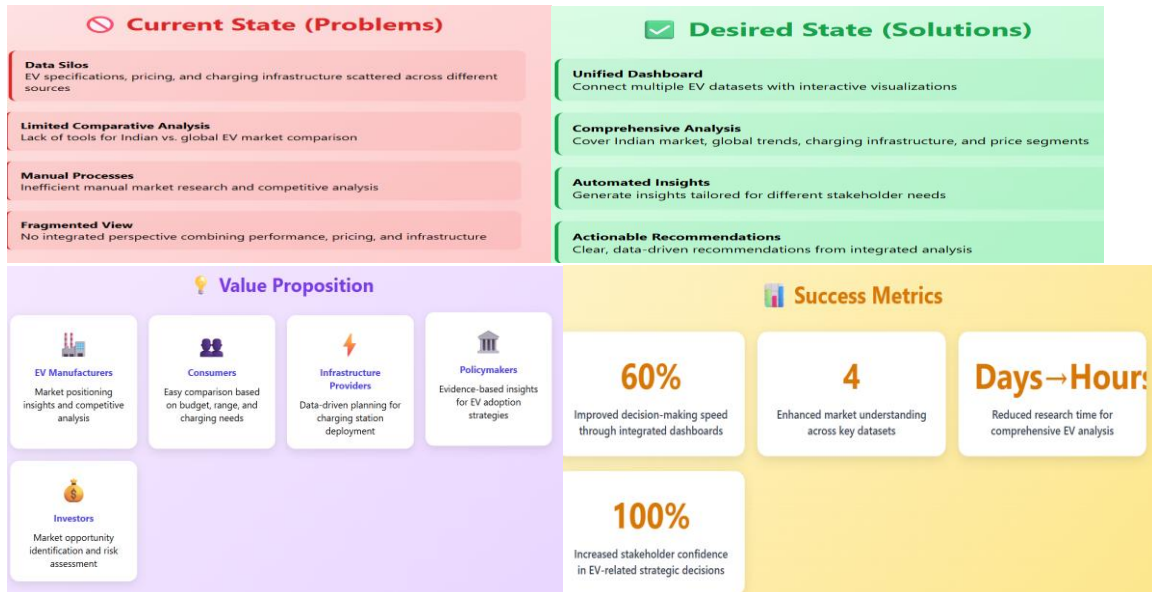 Current State (Problems)
Data Silos
EV specifications, pricing, and charging infrastructure scattered across different
sources
Limited Comparative Analysis
Lack of tools for Indian vs. global EV market comparison
Manual Processes
Inefficient manual market research and competitive analysis
Fragmented View
No integrated perspective combining performance, pricing, and infrastructure
Desired State (Solutions)
Unified Dashboard
Connect multiple EV datasets with interactive visualizations
Comprehensive Analysis
Cover Indian market, global trends, charging infrastructure, and price segments
Automated Insights
Generate insights tailored for different stakeholder needs
Actionable Recommendations
Clear, data-driven recommendations from integrated analysis
Value Proposition
EV Manufacturers
Market positioning
insights and competitive
analysis
Consumers
Easy comparison based
on budget, range, and
charging needs
Infrastructure
Providers
Data-driven planning for
charging station
deployment
Policymakers
Evidence-based insights
for EV adoption
strategies
Investors
Market opportunity
identification and risk
assessment
Success Metrics
60%
Improved decision-making speed
through integrated dashboards
4
Enhanced market understanding
across key datasets
Days→Hours
Reduced research time for
comprehensive EV analysis
100%
Increased stakeholder confidence
in EV-related strategic decisions